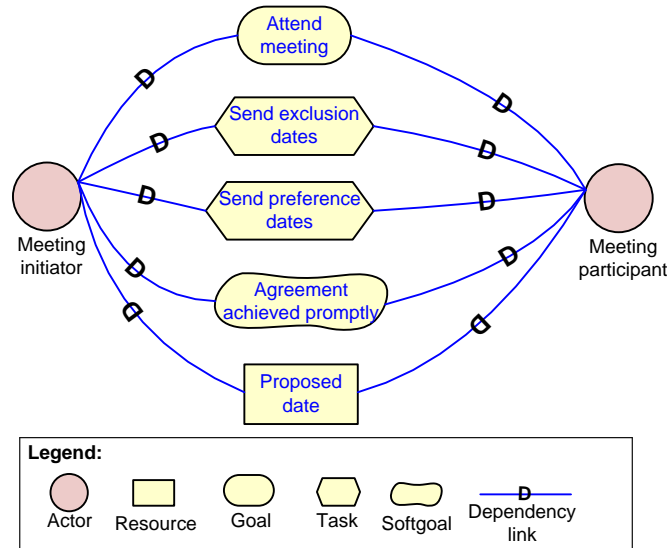 Attend
meeting
D
D
Send exclusion
dates
D
D
Send preference
dates
D
D
Meeting
initiator
Meeting
participant
Agreement
achieved promptly
D
D
Proposed
date
D
D
Legend:
D
Actor
Resource
Goal
Task
Softgoal
Dependency
link